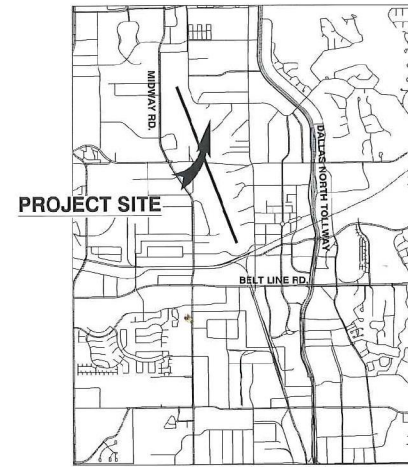 MIDWAY RD.
DALLAS NORTH TOLLWAY
PROJECT SITE
BELT LINE RD.